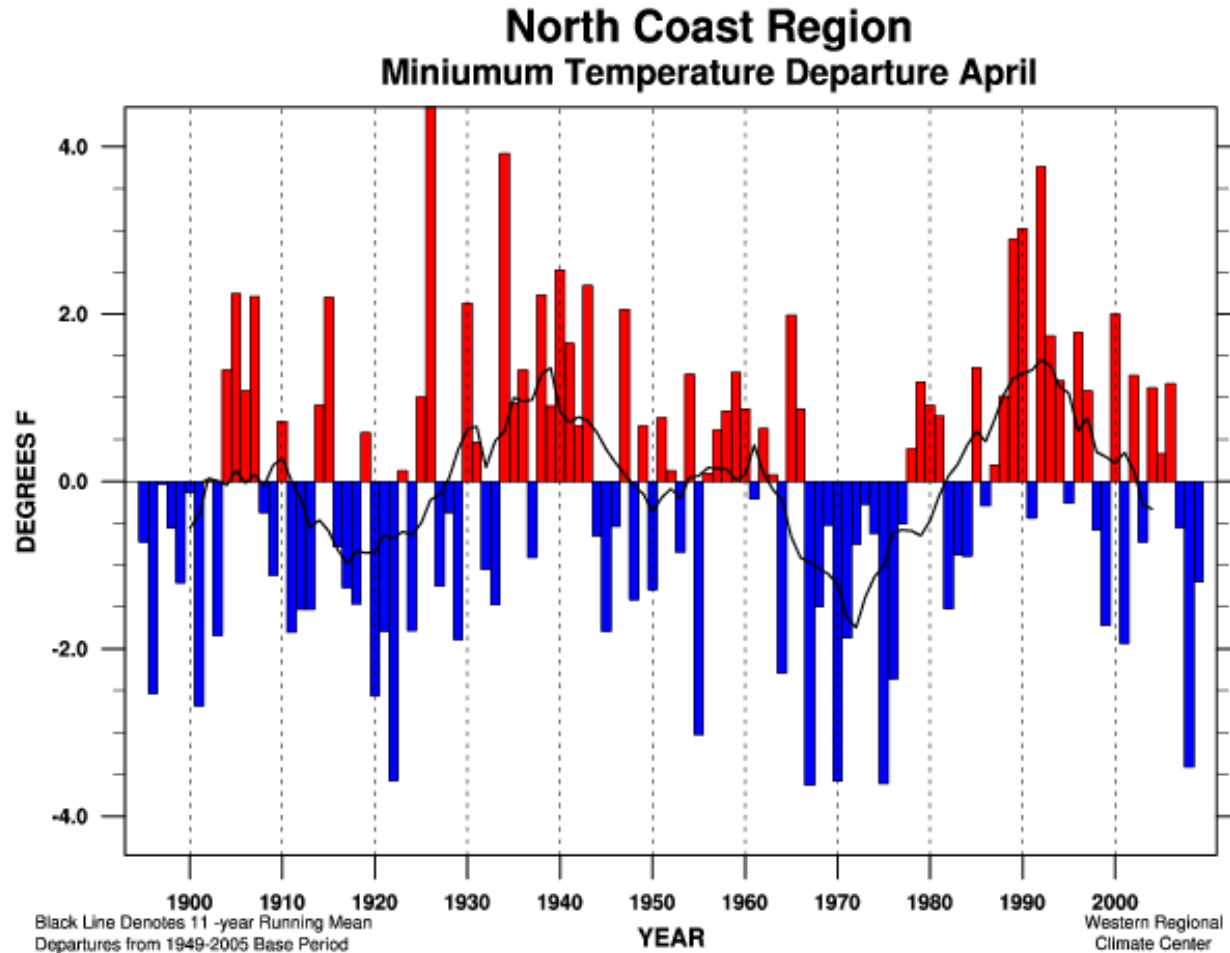 North Coast Region
Miniumum Temperature Departure April
4.0
2.0
0.0
-2.0
-4.0
DEGREES F
1900 1910 1920 1930 1940 1950 1960 1970 1980 1990 2000
YEAR
Black Line Denotes 11 -year Running Mean
Departures from 1949-2005 Base Period
Western Regional
Climate Center